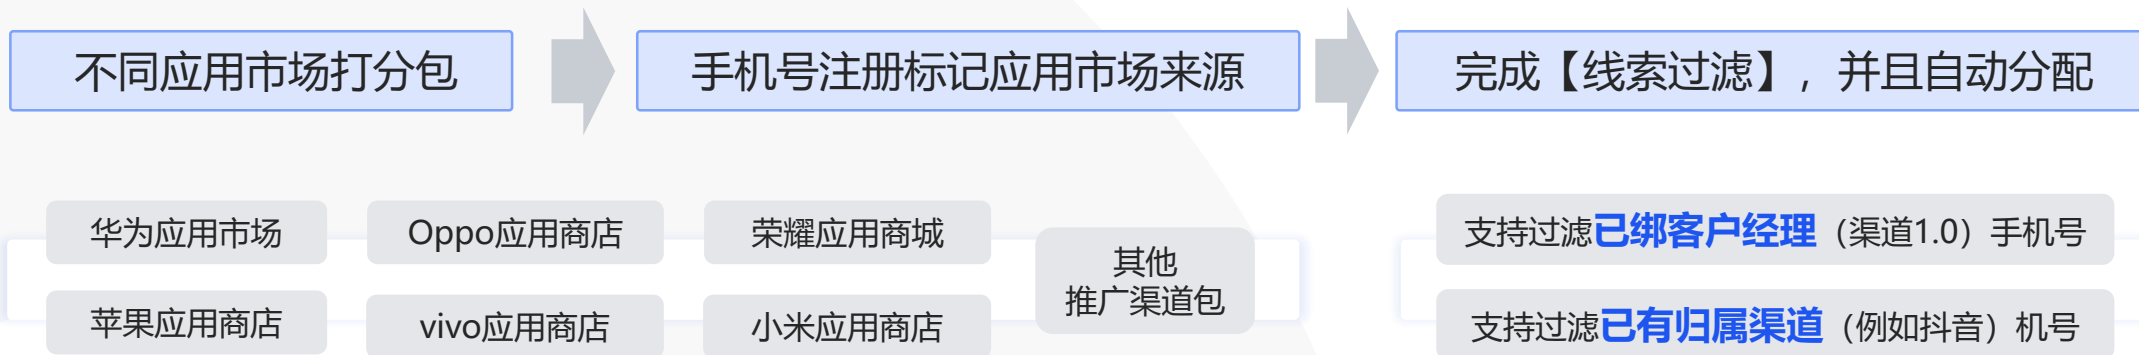 不同应用市场打分包
手机号注册标记应用市场来源
完成【线索过滤】，并且自动分配
华为应用市场
Oppo应用商店
荣耀应用商城
其他
推广渠道包
苹果应用商店
vivo应用商店
小米应用商店
支持过滤已绑客户经理（渠道1.0）手机号
支持过滤已有归属渠道（例如抖音）机号